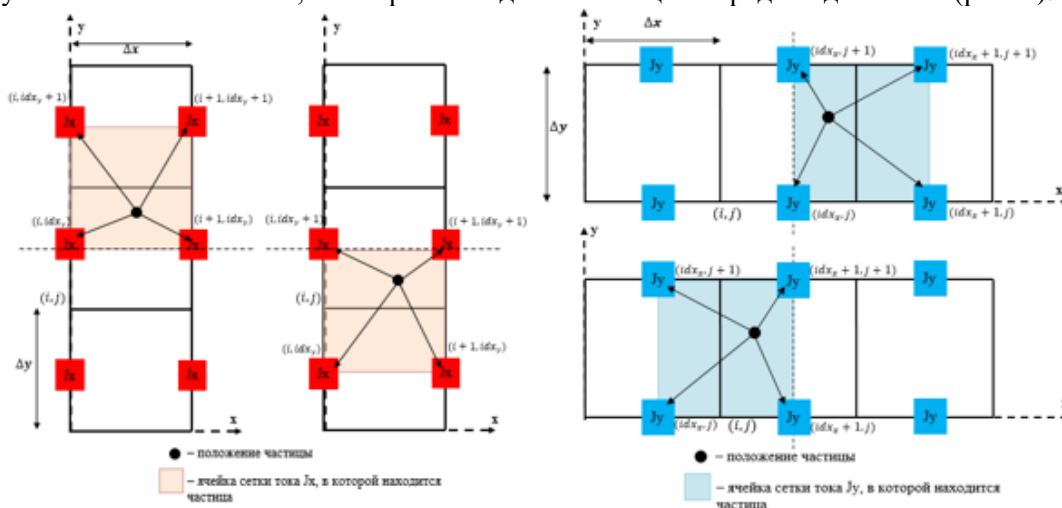 y
Δx
(i, idx_y + 1)
(i + 1, idx_y + 1)
Jx
Jx
(i, idx_y)
(i + 1, idx_y)
Jx
Jx
(i, j)
Δy
Jx
Jx
x
y
Jx
Jx
(i, idx_y + 1)
(i + 1, idx_y + 1)
Jx
Jx
(i, j)
(i, idx_y)
(i + 1, idx_y)
Jx
Jx
x
– положение частицы
– ячейка сетки тока Jx, в которой находится
частица
y
Δx
Jy
Jy
(idx_x, j + 1)
Jy
(idx_x + 1, j + 1)
Δy
Jy
Jy
Jy
x
(i, j)
(idx_x, j)
(idx_x + 1, j)
y
Jy
(idx_x, j + 1)
Jy
(idx_x + 1, j + 1)
Jy
Jy
Jy
Jy
(idx_x, j)
(i, j)
(idx_x + 1, j)
– положение частицы
– ячейка сетки тока Jy, в которой находится
частица